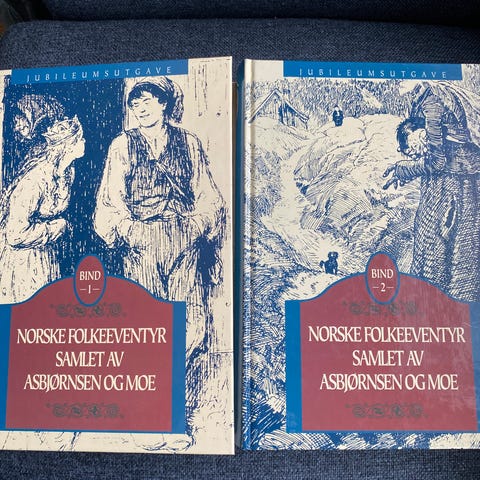 JUBILEUMSUTGAVE
BIND
–1–
NORSKE FOLKEEVENTYR
SAMLET AV
ASBJØRNSEN OG MOE
JUBILEUMSUTGAVE
BIND
–2–
NORSKE FOLKEEVENTYR
SAMLET AV
ASBJØRNSEN OG MOE